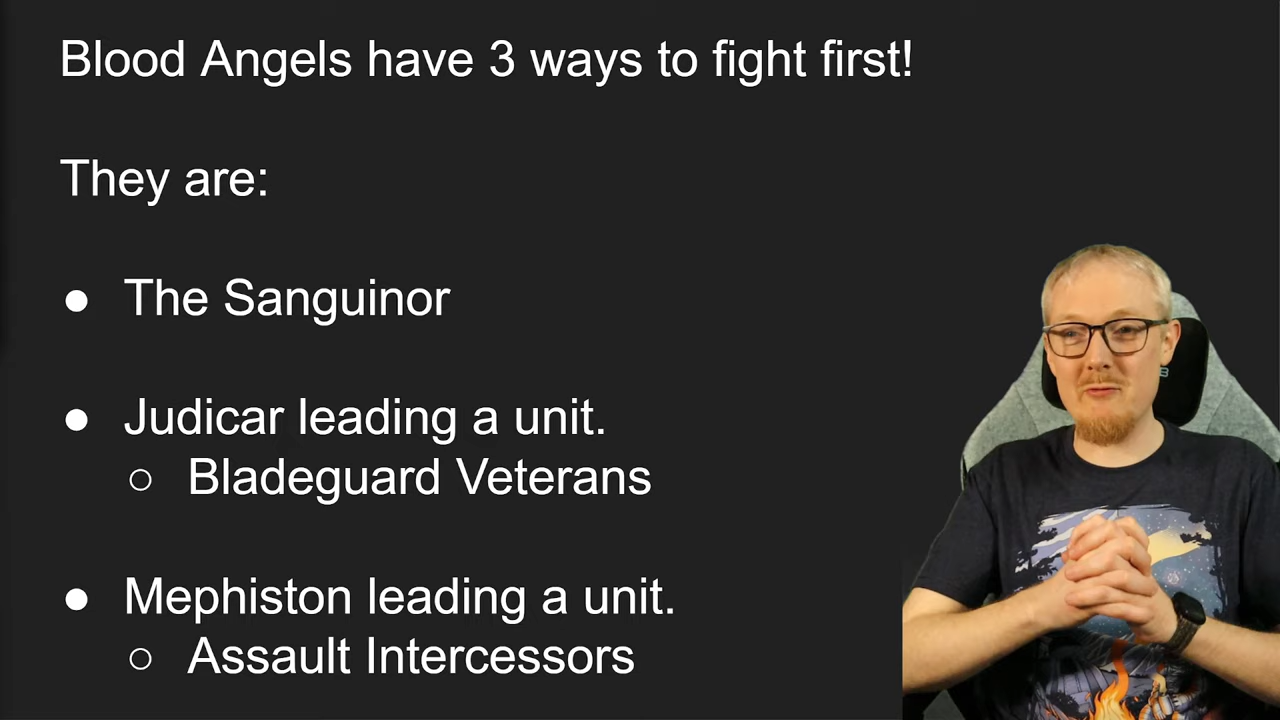 Blood Angels have 3 ways to fight first!
They are:
● The Sanguinor
● Judicar leading a unit.
○ Bladeguard Veterans
● Mephiston leading a unit.
○ Assault Intercessors